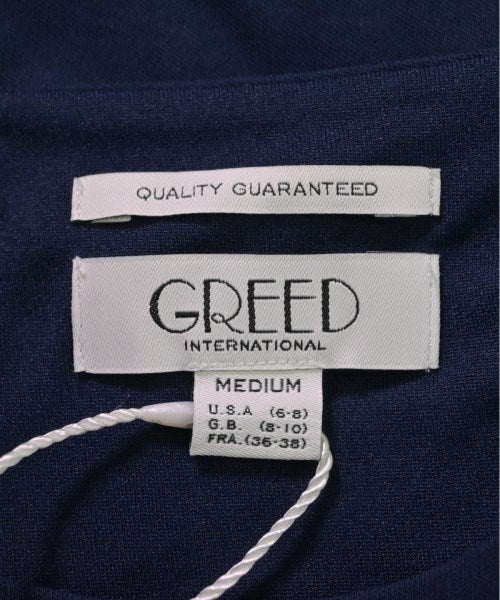 QUALITY GUARANTEED
GREED
INTERNATIONAL
MEDIUM
U.S.A (6-8)
G.B. (8-10)
FRA.(36-38)